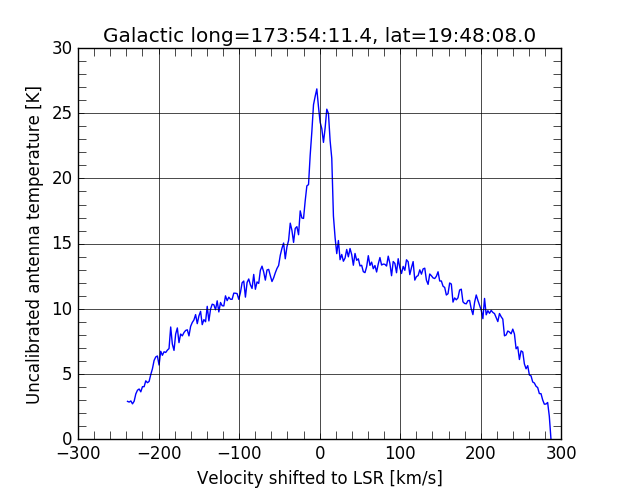 Galactic long=173:54:11.4, lat=19:48:08.0
Uncalibrated antenna temperature [K]
30
25
20
15
10
5
0
−300 −200 −100 0 100 200 300
Velocity shifted to LSR [km/s]